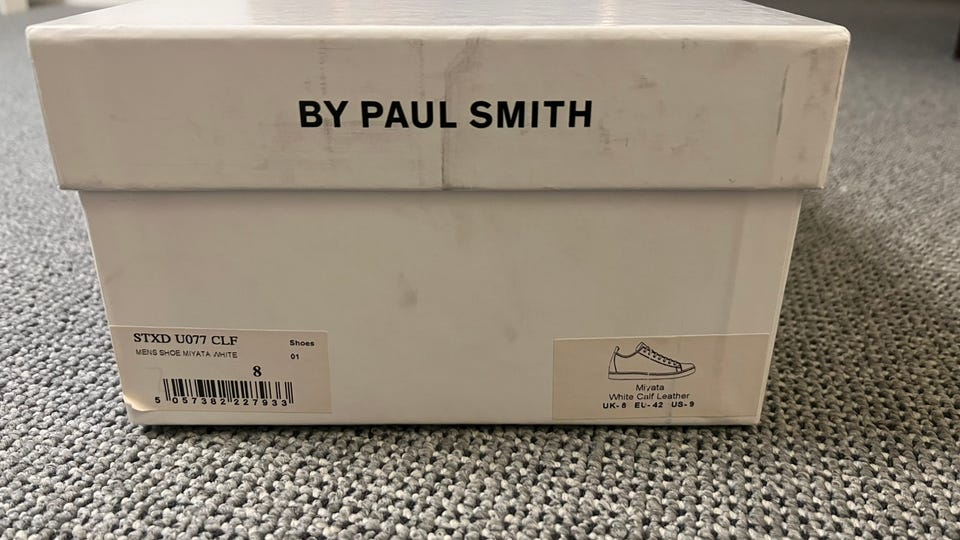 BY PAUL SMITH
STXD U077 CLF
Shoes
MENS SHOE MIYATA WHITE
01
8
5 057382 227933
Miyata
White Calf Leather
UK- 8 EU- 42 US- 9